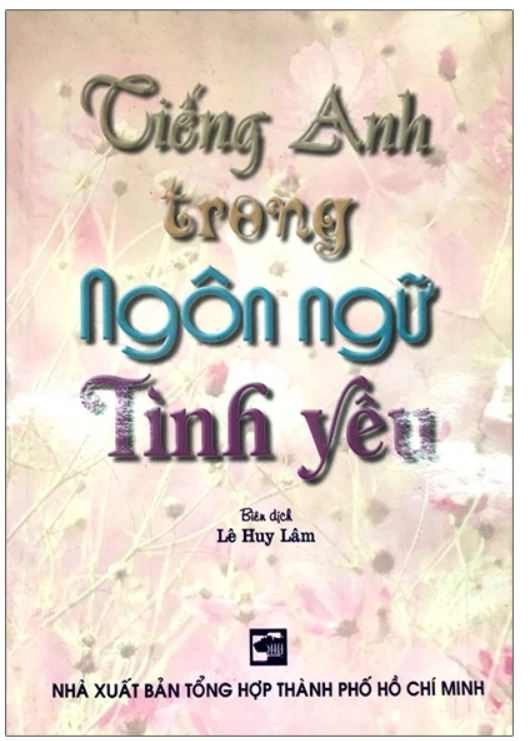 Tiếng Anh
trong
Ngôn ngữ
Tình yêu
Biên dịch
Lê Huy Lâm
NHÀ XUẤT BẢN TỔNG HỢP THÀNH PHỐ HỒ CHÍ MINH